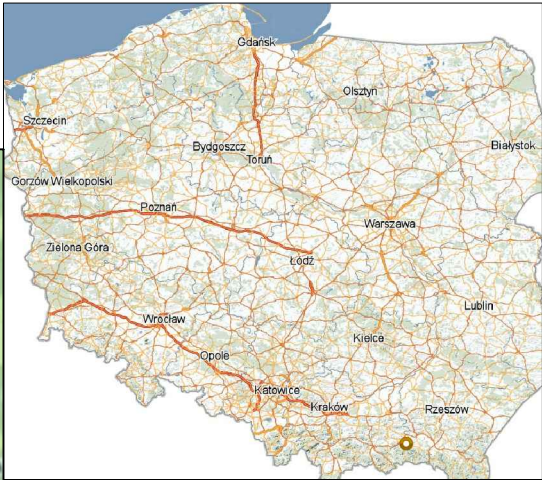 Gdańsk
Olsztyn
Szczecin
Białystok
Bydgoszcz
Toruń
Gorzów Wielkopolski
Poznań
Warszawa
Zielona Góra
Łódź
Lublin
Wrocław
Kielce
Opole
Katowice
Kraków
Rzeszów